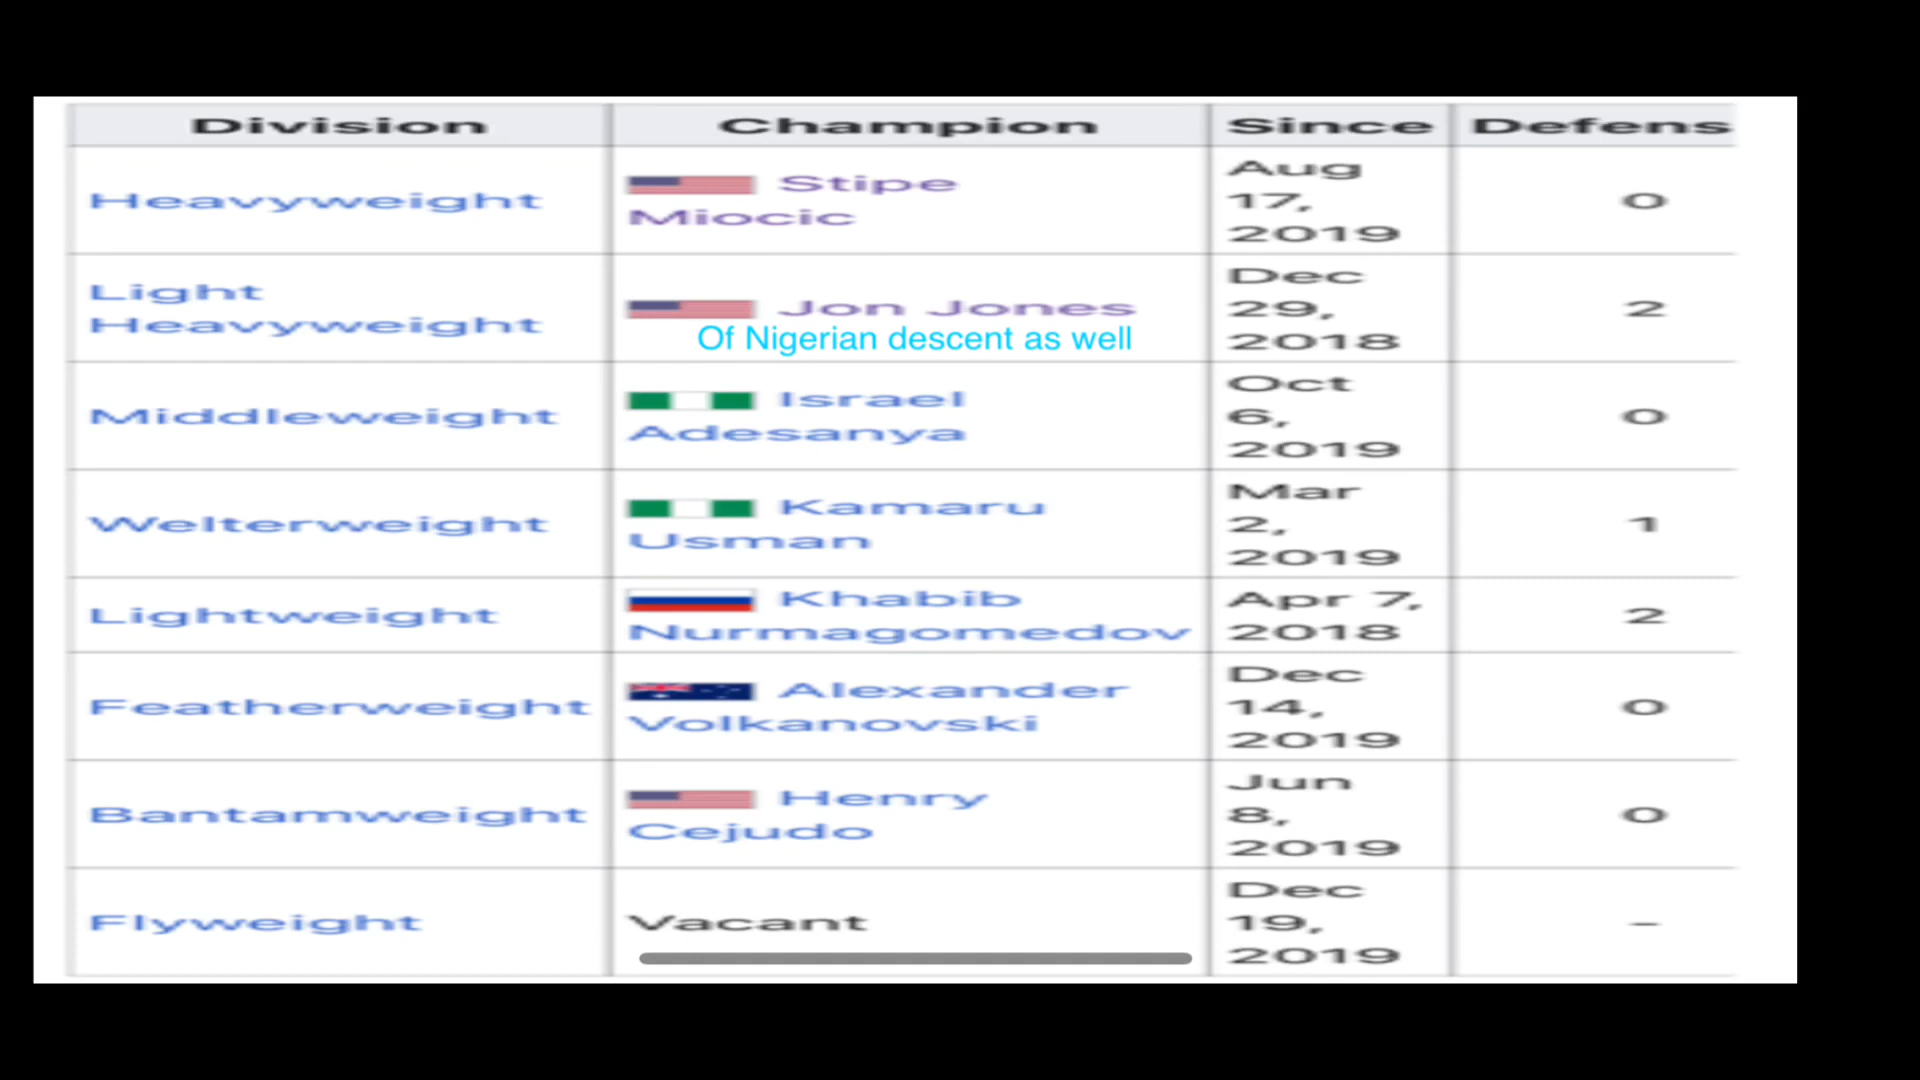 Division Champion Since Defens
Heavyweight
Stipe
Miocic
Aug
17,
2019
0
Light
Heavyweight
Jon Jones
Of Nigerian descent as well
Dec
29,
2018
2
Middleweight
Israel
Adesanya
Oct
6,
2019
0
Welterweight
Kamaru
Usman
Mar
2,
2019
1
Lightweight
Khabib
Nurmagomedov
Apr 7,
2018
2
Featherweight
Alexander
Volkanovski
Dec
14,
2019
0
Bantamweight
Henry
Cejudo
Jun
8,
2019
0
Flyweight
Vacant
Dec
19,
2019
-